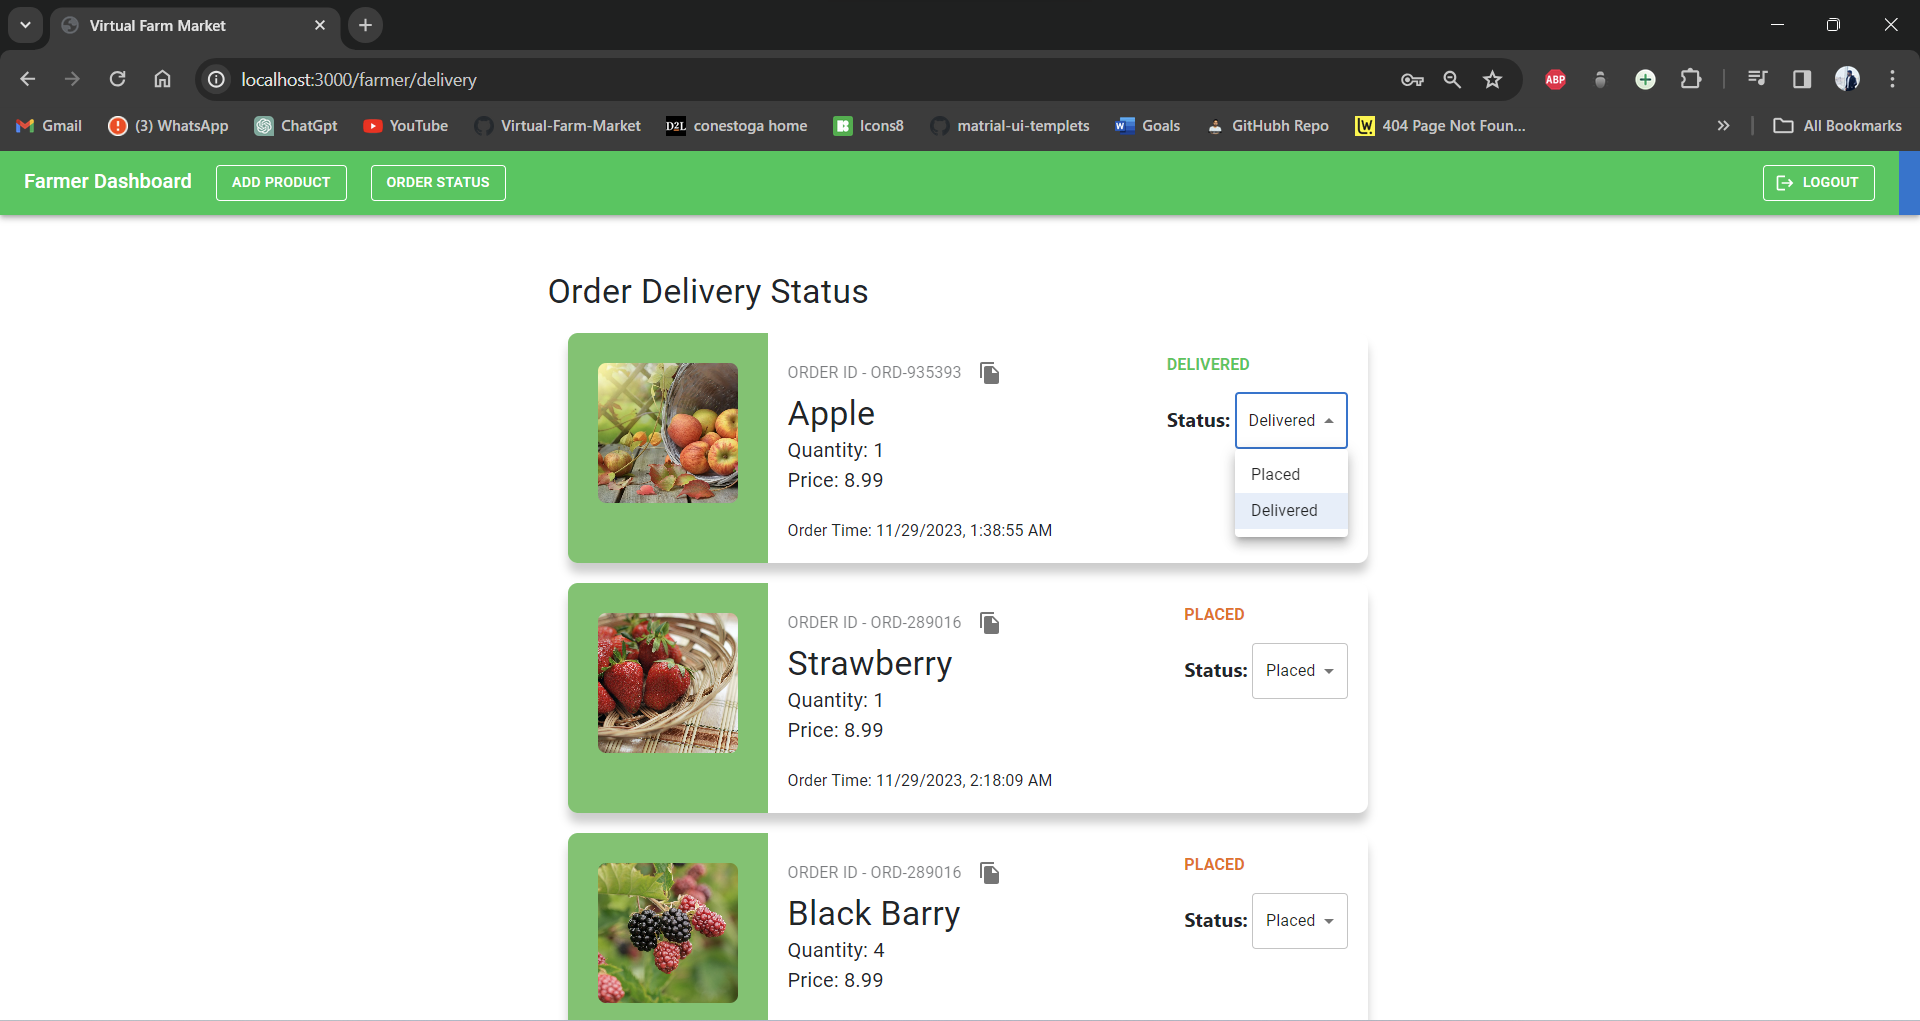 Virtual Farm Market
localhost:3000/farmer/delivery
ABP
Gmail
(3) WhatsApp
ChatGpt
YouTube
Virtual-Farm-Market
D2L conestoga home
Icons8
matrial-ui-templets
Goals
GitHubh Repo
LW 404 Page Not Foun...
All Bookmarks
Farmer Dashboard
ADD PRODUCT
ORDER STATUS
LOGOUT
Order Delivery Status
ORDER ID - ORD-935393
Apple
Quantity: 1
Price: 8.99
Order Time: 11/29/2023, 1:38:55 AM
DELIVERED
Status: Delivered
Placed
Delivered
ORDER ID - ORD-289016
Strawberry
Quantity: 1
Price: 8.99
Order Time: 11/29/2023, 2:18:09 AM
PLACED
Status: Placed
ORDER ID - ORD-289016
Black Barry
Quantity: 4
Price: 8.99
PLACED
Status: Placed